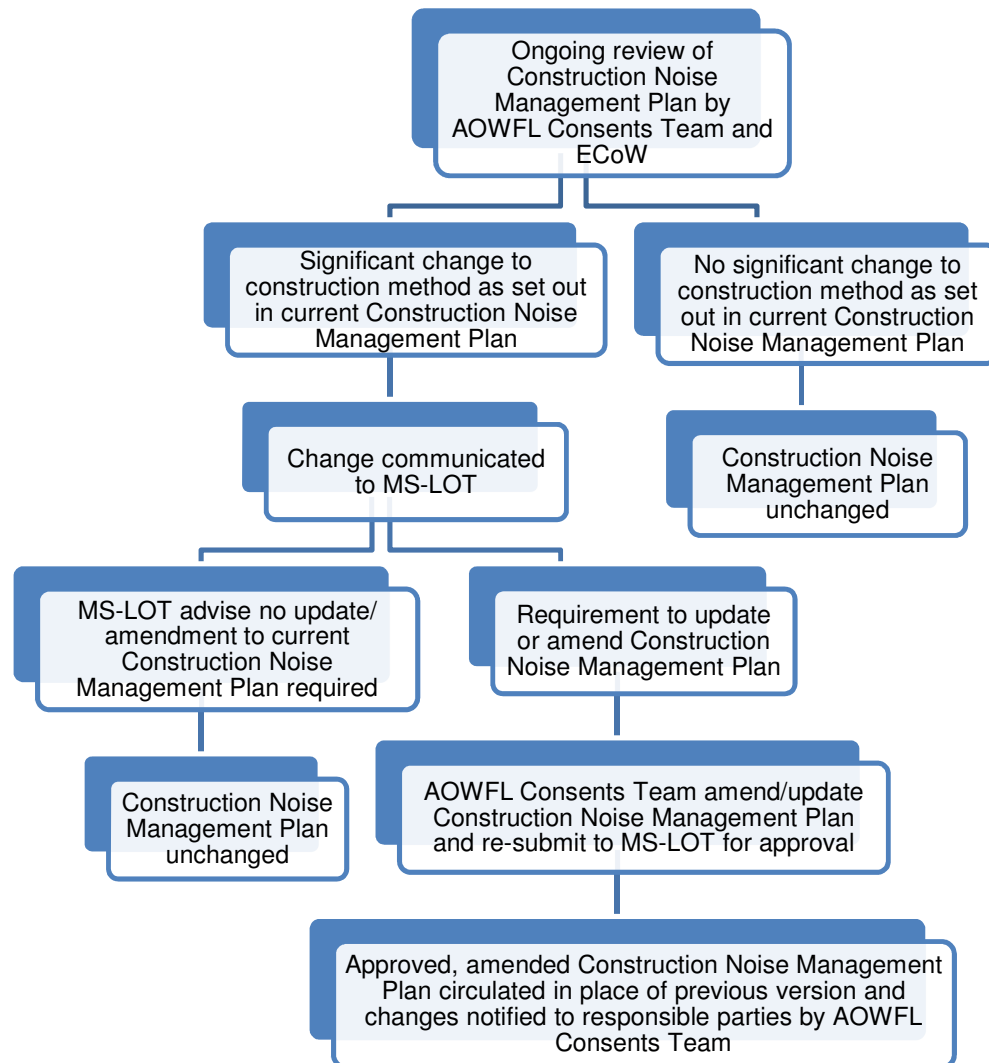 Ongoing review of
Construction Noise
Management Plan by
AOWFL Consents Team and
ECoW
Significant change to
construction method as set out
in current Construction Noise
Management Plan
No significant change to
construction method as set
out in current Construction
Noise Management Plan
Change communicated
to MS-LOT
Construction Noise
Management Plan
unchanged
MS-LOT advise no update/
amendment to current
Construction Noise
Management Plan required
Requirement to update
or amend Construction
Noise Management Plan
Construction Noise
Management Plan
unchanged
AOWFL Consents Team amend/update
Construction Noise Management Plan
and re-submit to MS-LOT for approval
Approved, amended Construction Noise Management
Plan circulated in place of previous version and
changes notified to responsible parties by AOWFL
Consents Team